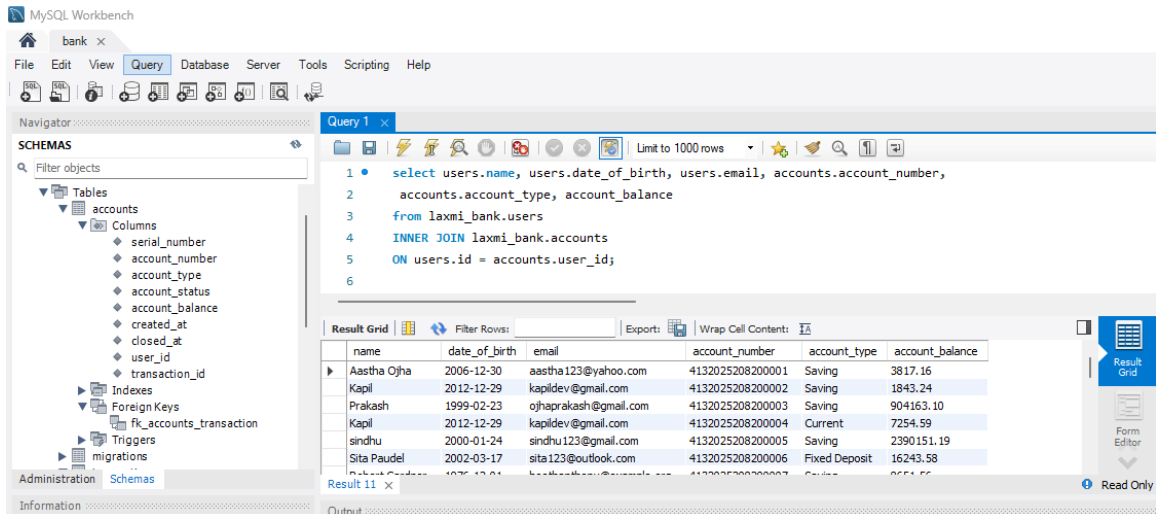 MySQL Workbench
bank
File Edit View Query Database Server Tools Scripting Help
Navigator
SCHEMAS
Filter objects
Tables
accounts
Columns
serial_number
account_number
account_type
account_status
account_balance
created_at
closed_at
user_id
transaction_id
Indexes
Foreign Keys
fk_accounts_transaction
Triggers
migrations
Administration Schemas
Information
Query 1
Limit to 1000 rows
1 select users.name, users.date_of_birth, users.email, accounts.account_number,
2 accounts.account_type, account_balance
3 from laxmi_bank.users
4 INNER JOIN laxmi_bank.accounts
5 ON users.id = accounts.user_id;
6
Result Grid Filter Rows: Export: Wrap Cell Content:
name date_of_birth email account_number account_type account_balance
Aastha Ojha 2006-12-30 aastha123@yahoo.com 4132025208200001 Saving 3817.16
Kapil 2012-12-29 kapildev@gmail.com 4132025208200002 Saving 1843.24
Prakash 1999-02-23 ojhaprakash@gmail.com 4132025208200003 Saving 904163.10
Kapil 2012-12-29 kapildev@gmail.com 4132025208200004 Current 7254.59
sindhu 2000-01-24 sindhu123@gmail.com 4132025208200005 Saving 2390151.19
Sita Paudel 2002-03-17 sita123@outlook.com 4132025208200006 Fixed Deposit 16243.58
Result Grid
Form Editor
Result 11
Read Only
Output